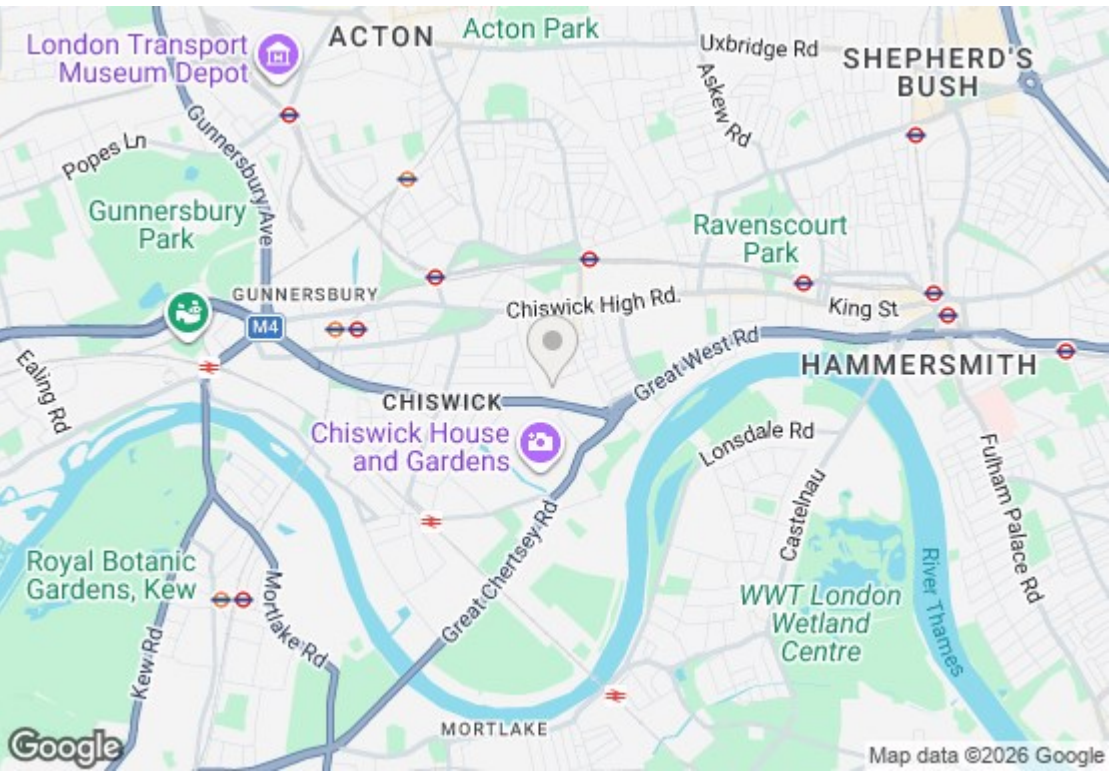 ACTON
Acton Park
London Transport
Museum Depot
Uxbridge Rd
SHEPHERD'S
BUSH
Askew Rd
Popes Ln
Gunnersbury Ave
Gunnersbury
Park
Ravenscourt
Park
GUNNERSBURY
Chiswick High Rd.
King St
M4
Great West Rd
HAMMERSMITH
Ealing Rd
CHISWICK
Chiswick House
and Gardens
Lonsdale Rd
Castelnau
Fulham Palace Rd
Royal Botanic
Gardens, Kew
Great Chertsey Rd
River Thames
Mortlake Rd
WWT London
Wetland
Centre
Kew Rd
MORTLAKE
Google
Map data ©2026 Google